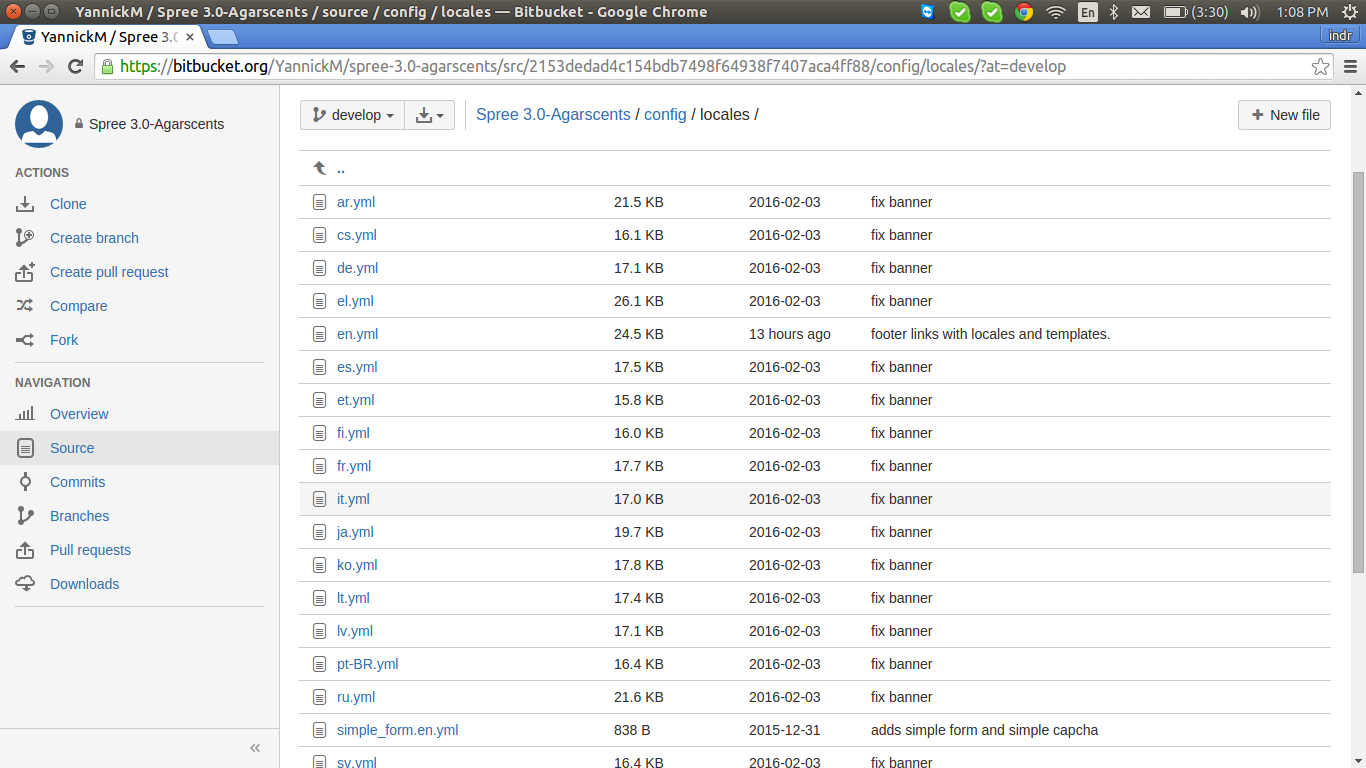 YannickM / Spree 3.0-Agarscents / source / config / locales — Bitbucket - Google Chrome
En
(3:30)
1:08 PM
YannickM / Spree 3.0
indr
https://bitbucket.org/YannickM/spree-3.0-agarscents/src/2153dedad4c154bdb7498f64938f7407aca4ff88/config/locales/?at=develop
Spree 3.0-Agarscents
ACTIONS
Clone
Create branch
Create pull request
Compare
Fork
NAVIGATION
Overview
Source
Commits
Branches
Pull requests
Downloads
«
develop
Spree 3.0-Agarscents / config / locales /
+ New file
..
ar.yml 21.5 KB 2016-02-03 fix banner
cs.yml 16.1 KB 2016-02-03 fix banner
de.yml 17.1 KB 2016-02-03 fix banner
el.yml 26.1 KB 2016-02-03 fix banner
en.yml 24.5 KB 13 hours ago footer links with locales and templates.
es.yml 17.5 KB 2016-02-03 fix banner
et.yml 15.8 KB 2016-02-03 fix banner
fi.yml 16.0 KB 2016-02-03 fix banner
fr.yml 17.7 KB 2016-02-03 fix banner
it.yml 17.0 KB 2016-02-03 fix banner
ja.yml 19.7 KB 2016-02-03 fix banner
ko.yml 17.8 KB 2016-02-03 fix banner
lt.yml 17.4 KB 2016-02-03 fix banner
lv.yml 17.1 KB 2016-02-03 fix banner
pt-BR.yml 16.4 KB 2016-02-03 fix banner
ru.yml 21.6 KB 2016-02-03 fix banner
simple_form.en.yml 838 B 2015-12-31 adds simple form and simple capcha
sv.yml 16.4 KB 2016-02-03 fix banner